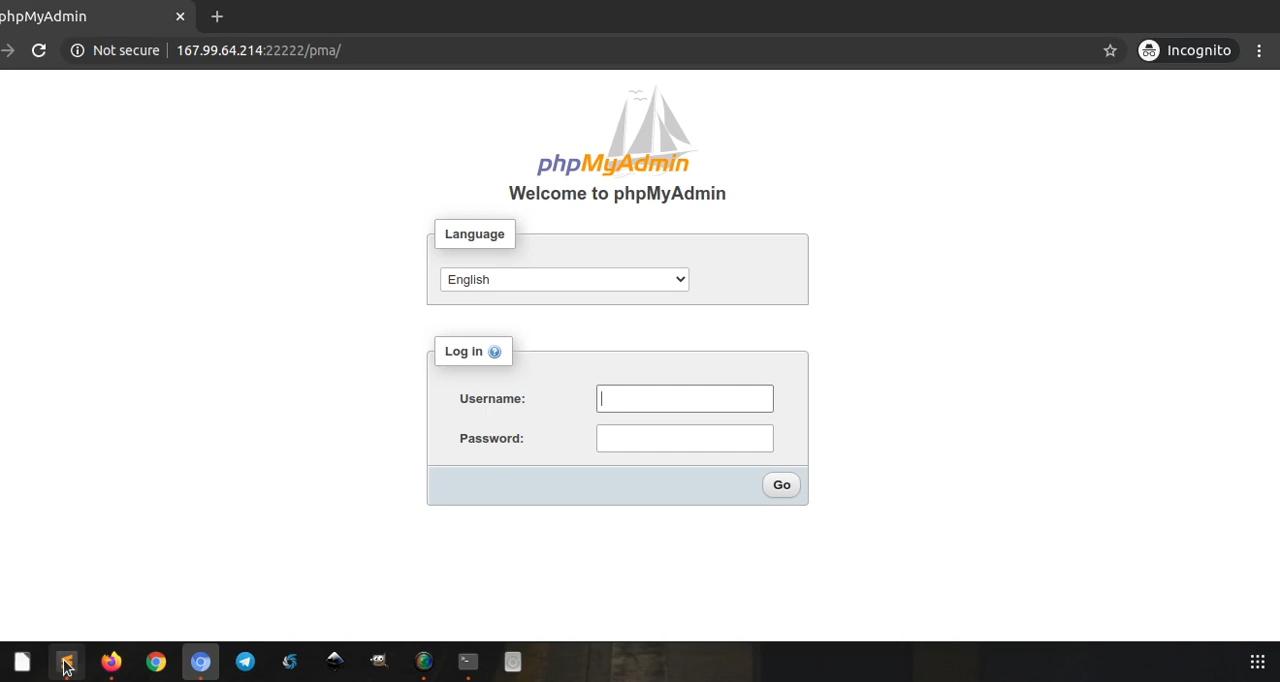 phpMyAdmin
Not secure
167.99.64.214:22222/pma/
Incognito
phpMyAdmin
Welcome to phpMyAdmin
Language
English
Log in
Username:
Password:
Go